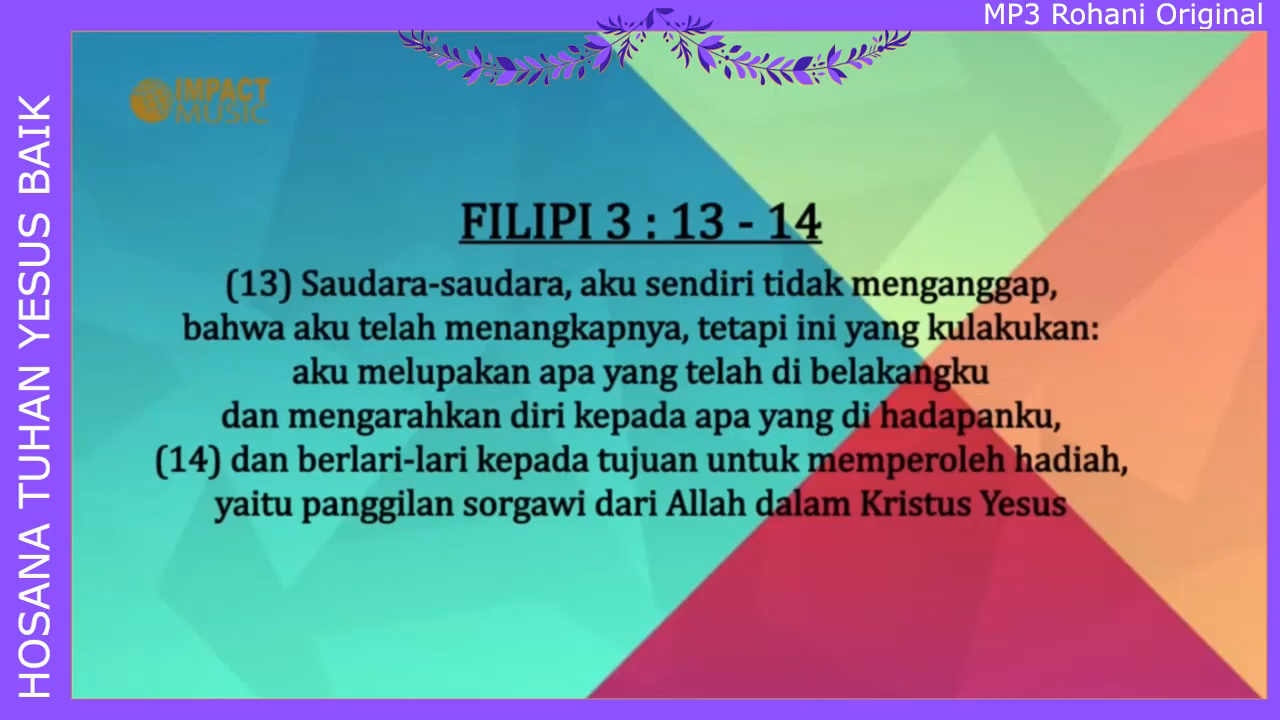 MP3 Rohani Original
HOSANA TUHAN YESUS BAIK
IMPACT
MUSIC
FILIPI 3 : 13 - 14
(13) Saudara-saudara, aku sendiri tidak menganggap,
bahwa aku telah menangkapnya, tetapi ini yang kulakukan:
aku melupakan apa yang telah di belakangku
dan mengarahkan diri kepada apa yang di hadapanku,
(14) dan berlari-lari kepada tujuan untuk memperoleh hadiah,
yaitu panggilan sorgawi dari Allah dalam Kristus Yesus